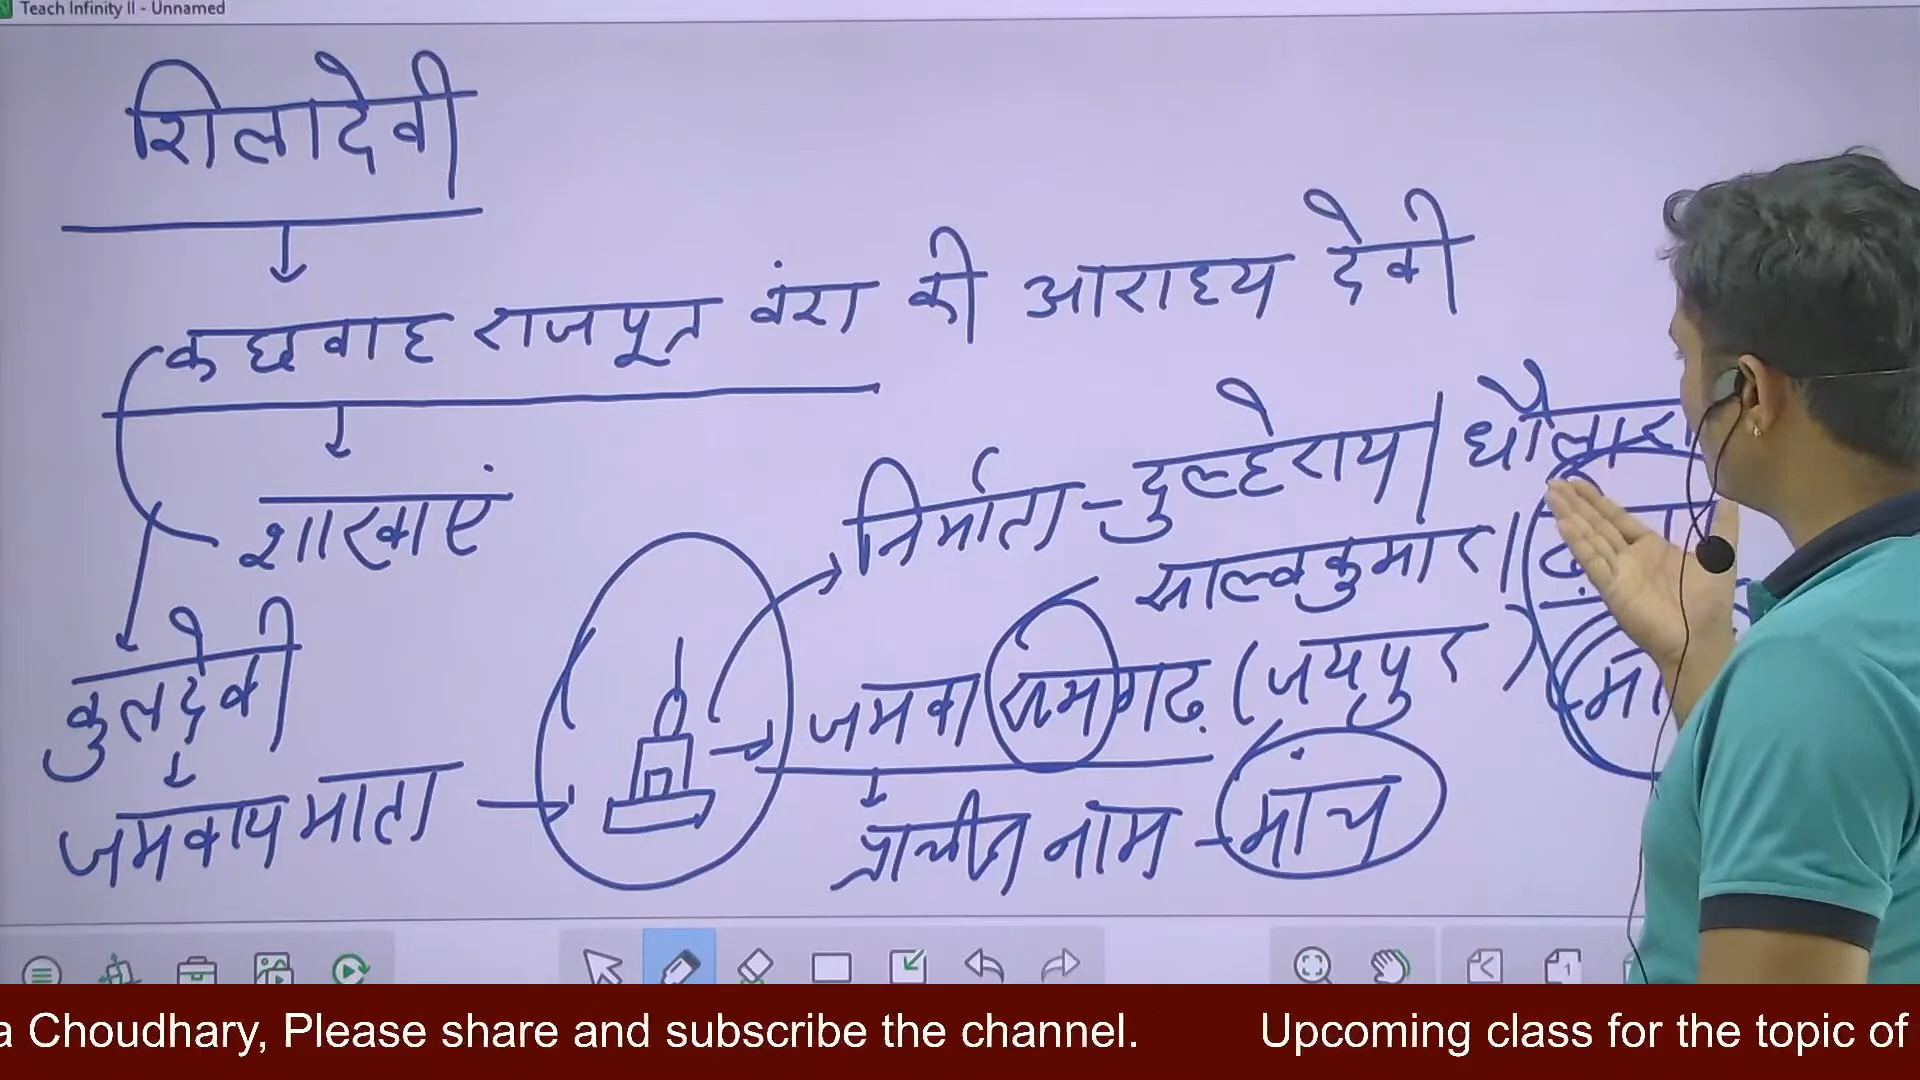 Teach Infinity II - Unnamed
शिलादेवी
कछवाह राजपूत वंश की आराध्य देवी
शाखाएं
निर्माता - दुल्हेराय /
साल्वकुमार /
कुलदेवी
जमवा रामगढ़ (जयपुर)
जमवाय माता
प्राचीन नाम - मांच
a Choudhary, Please share and subscribe the channel.
Upcoming class for the topic of